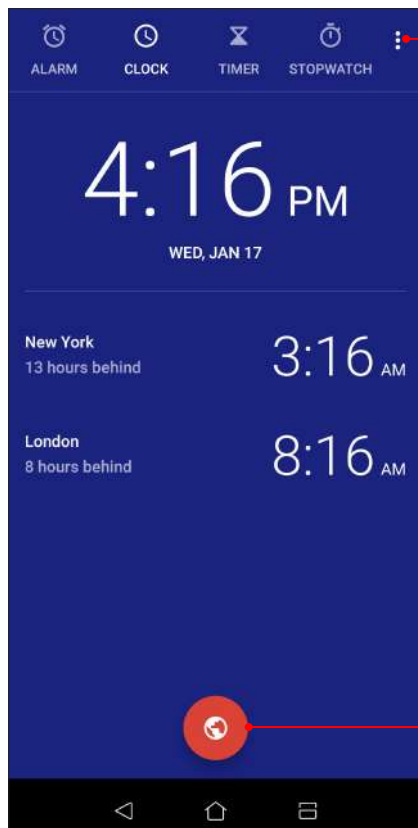 ALARM CLOCK TIMER STOPWATCH
4:16 PM
WED, JAN 17
New York
13 hours behind
3:16 AM
London
8 hours behind
8:16 AM